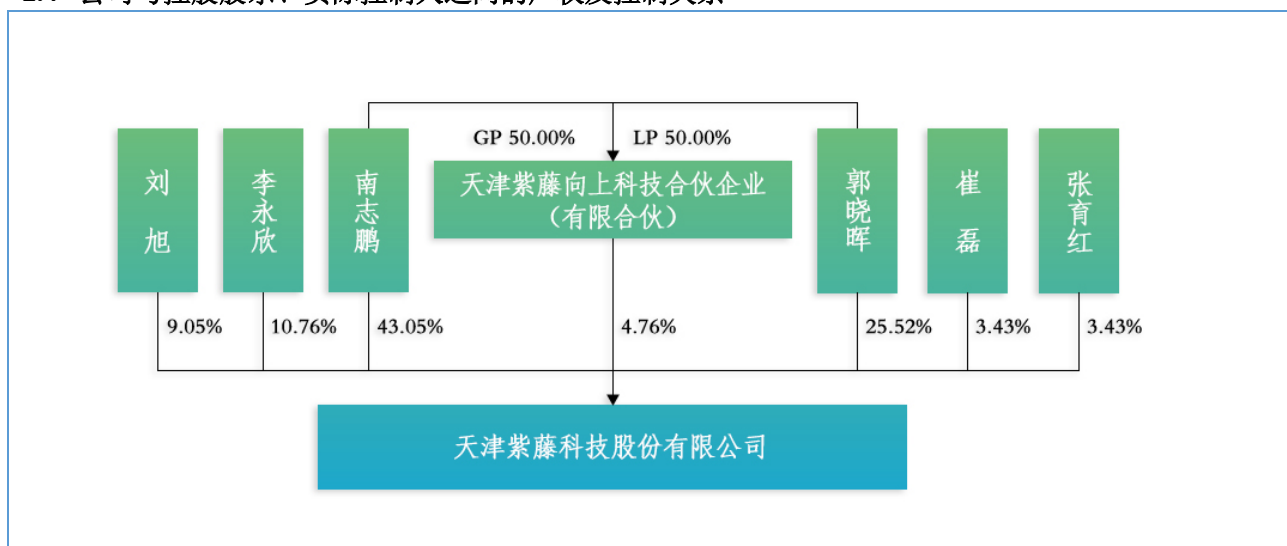 GP 50.00% LP 50.00%
刘旭
李永欣
南志鹏
天津紫藤向上科技合伙企业
（有限合伙）
郭晓晖
崔磊
张育红
9.05% 10.76% 43.05% 4.76% 25.52% 3.43% 3.43%
天津紫藤科技股份有限公司